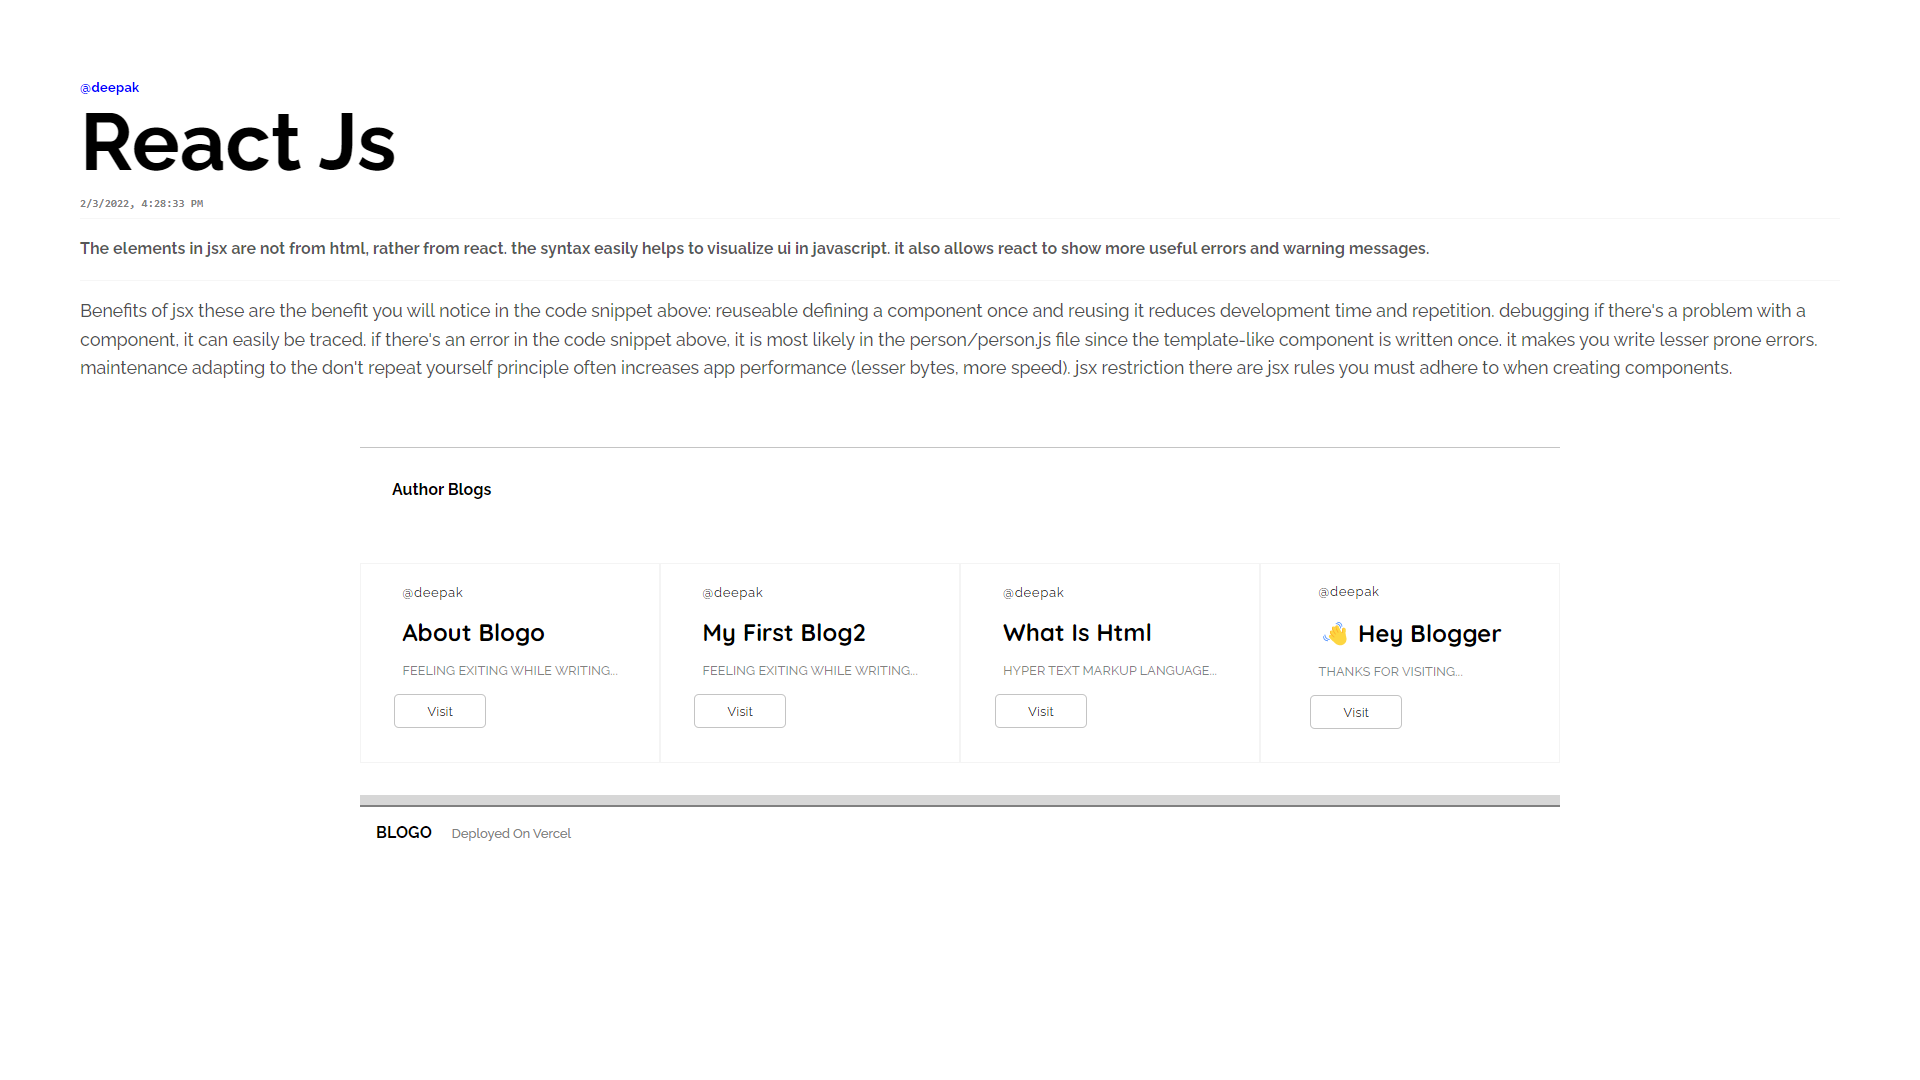 @deepak
React Js
2/3/2022, 4:28:33 PM
The elements in jsx are not from html, rather from react. the syntax easily helps to visualize ui in javascript. it also allows react to show more useful errors and warning messages.
Benefits of jsx these are the benefit you will notice in the code snippet above: reuseable defining a component once and reusing it reduces development time and repetition. debugging if there's a problem with a
component, it can easily be traced. if there's an error in the code snippet above, it is most likely in the person/person.js file since the template-like component is written once. it makes you write lesser prone errors.
maintenance adapting to the don't repeat yourself principle often increases app performance (lesser bytes, more speed). jsx restriction there are jsx rules you must adhere to when creating components.
Author Blogs
@deepak
About Blogo
FEELING EXITING WHILE WRITING...
Visit
@deepak
My First Blog2
FEELING EXITING WHILE WRITING...
Visit
@deepak
What Is Html
HYPER TEXT MARKUP LANGUAGE...
Visit
@deepak
👋 Hey Blogger
THANKS FOR VISITING...
Visit
BLOGO Deployed On Vercel